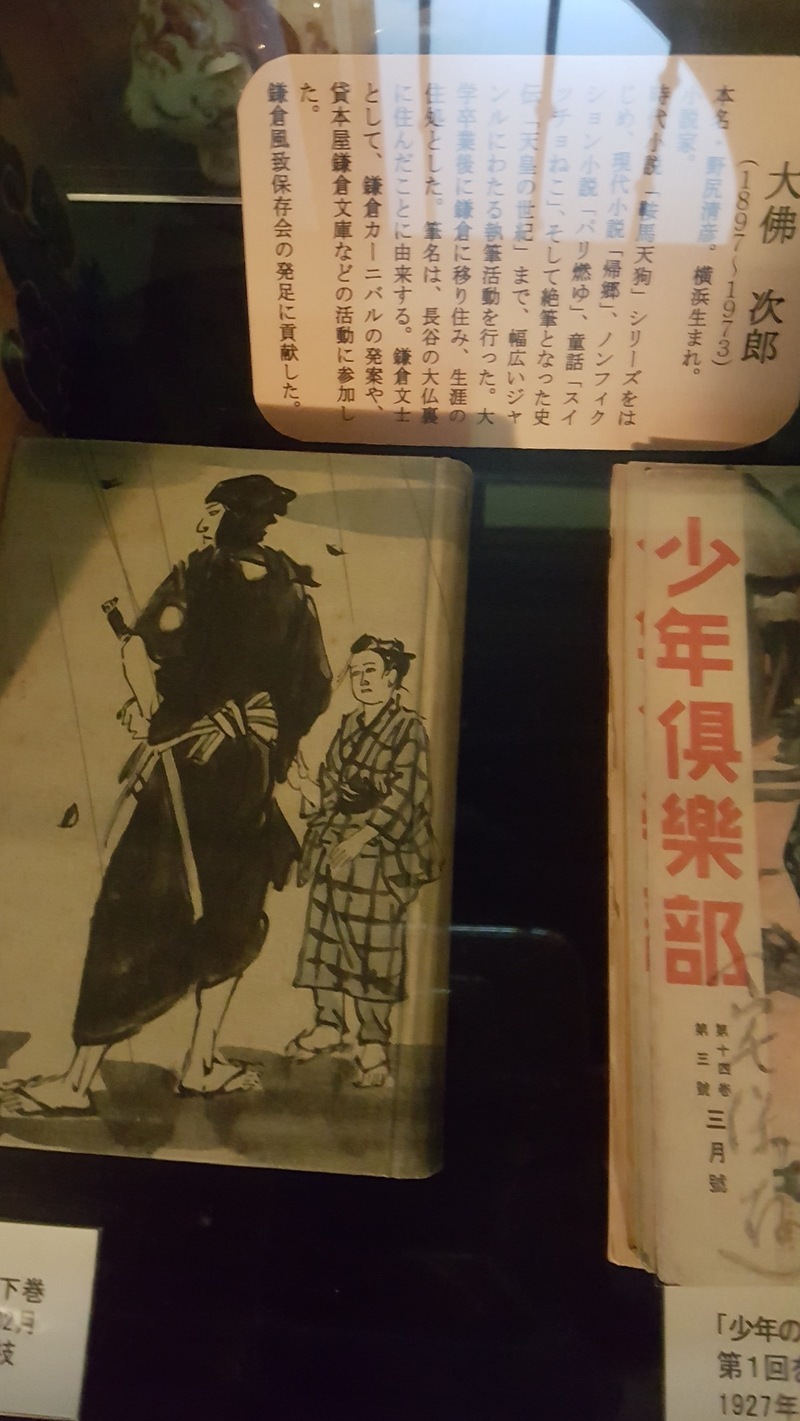 大佛 次郎
(1897~1973)
本名・野尻清彦。横浜生まれ。
小説家。
時代小説「鞍馬天狗」シリーズをは
じめ、現代小説「帰郷」、ノンフィク
ション小説「パリ燃ゆ」、童話「スイ
ッチョねこ」、そして絶筆となった史
伝「天皇の世紀」まで、幅広いジャ
ンルにわたる執筆活動を行った。大
学卒業後に鎌倉に移り住み、生涯の
住処とした。筆名は、長谷の大仏裏
に住んだことに由来する。鎌倉文士
として、鎌倉カーニバルの発案や、
貸本屋鎌倉文庫などの活動に参加し
た。
鎌倉風致保存会の発足に貢献した。
少年倶樂部
第十四巻
第三號
三月號
下巻
02月
枝
「少年の
第1回を
1927年